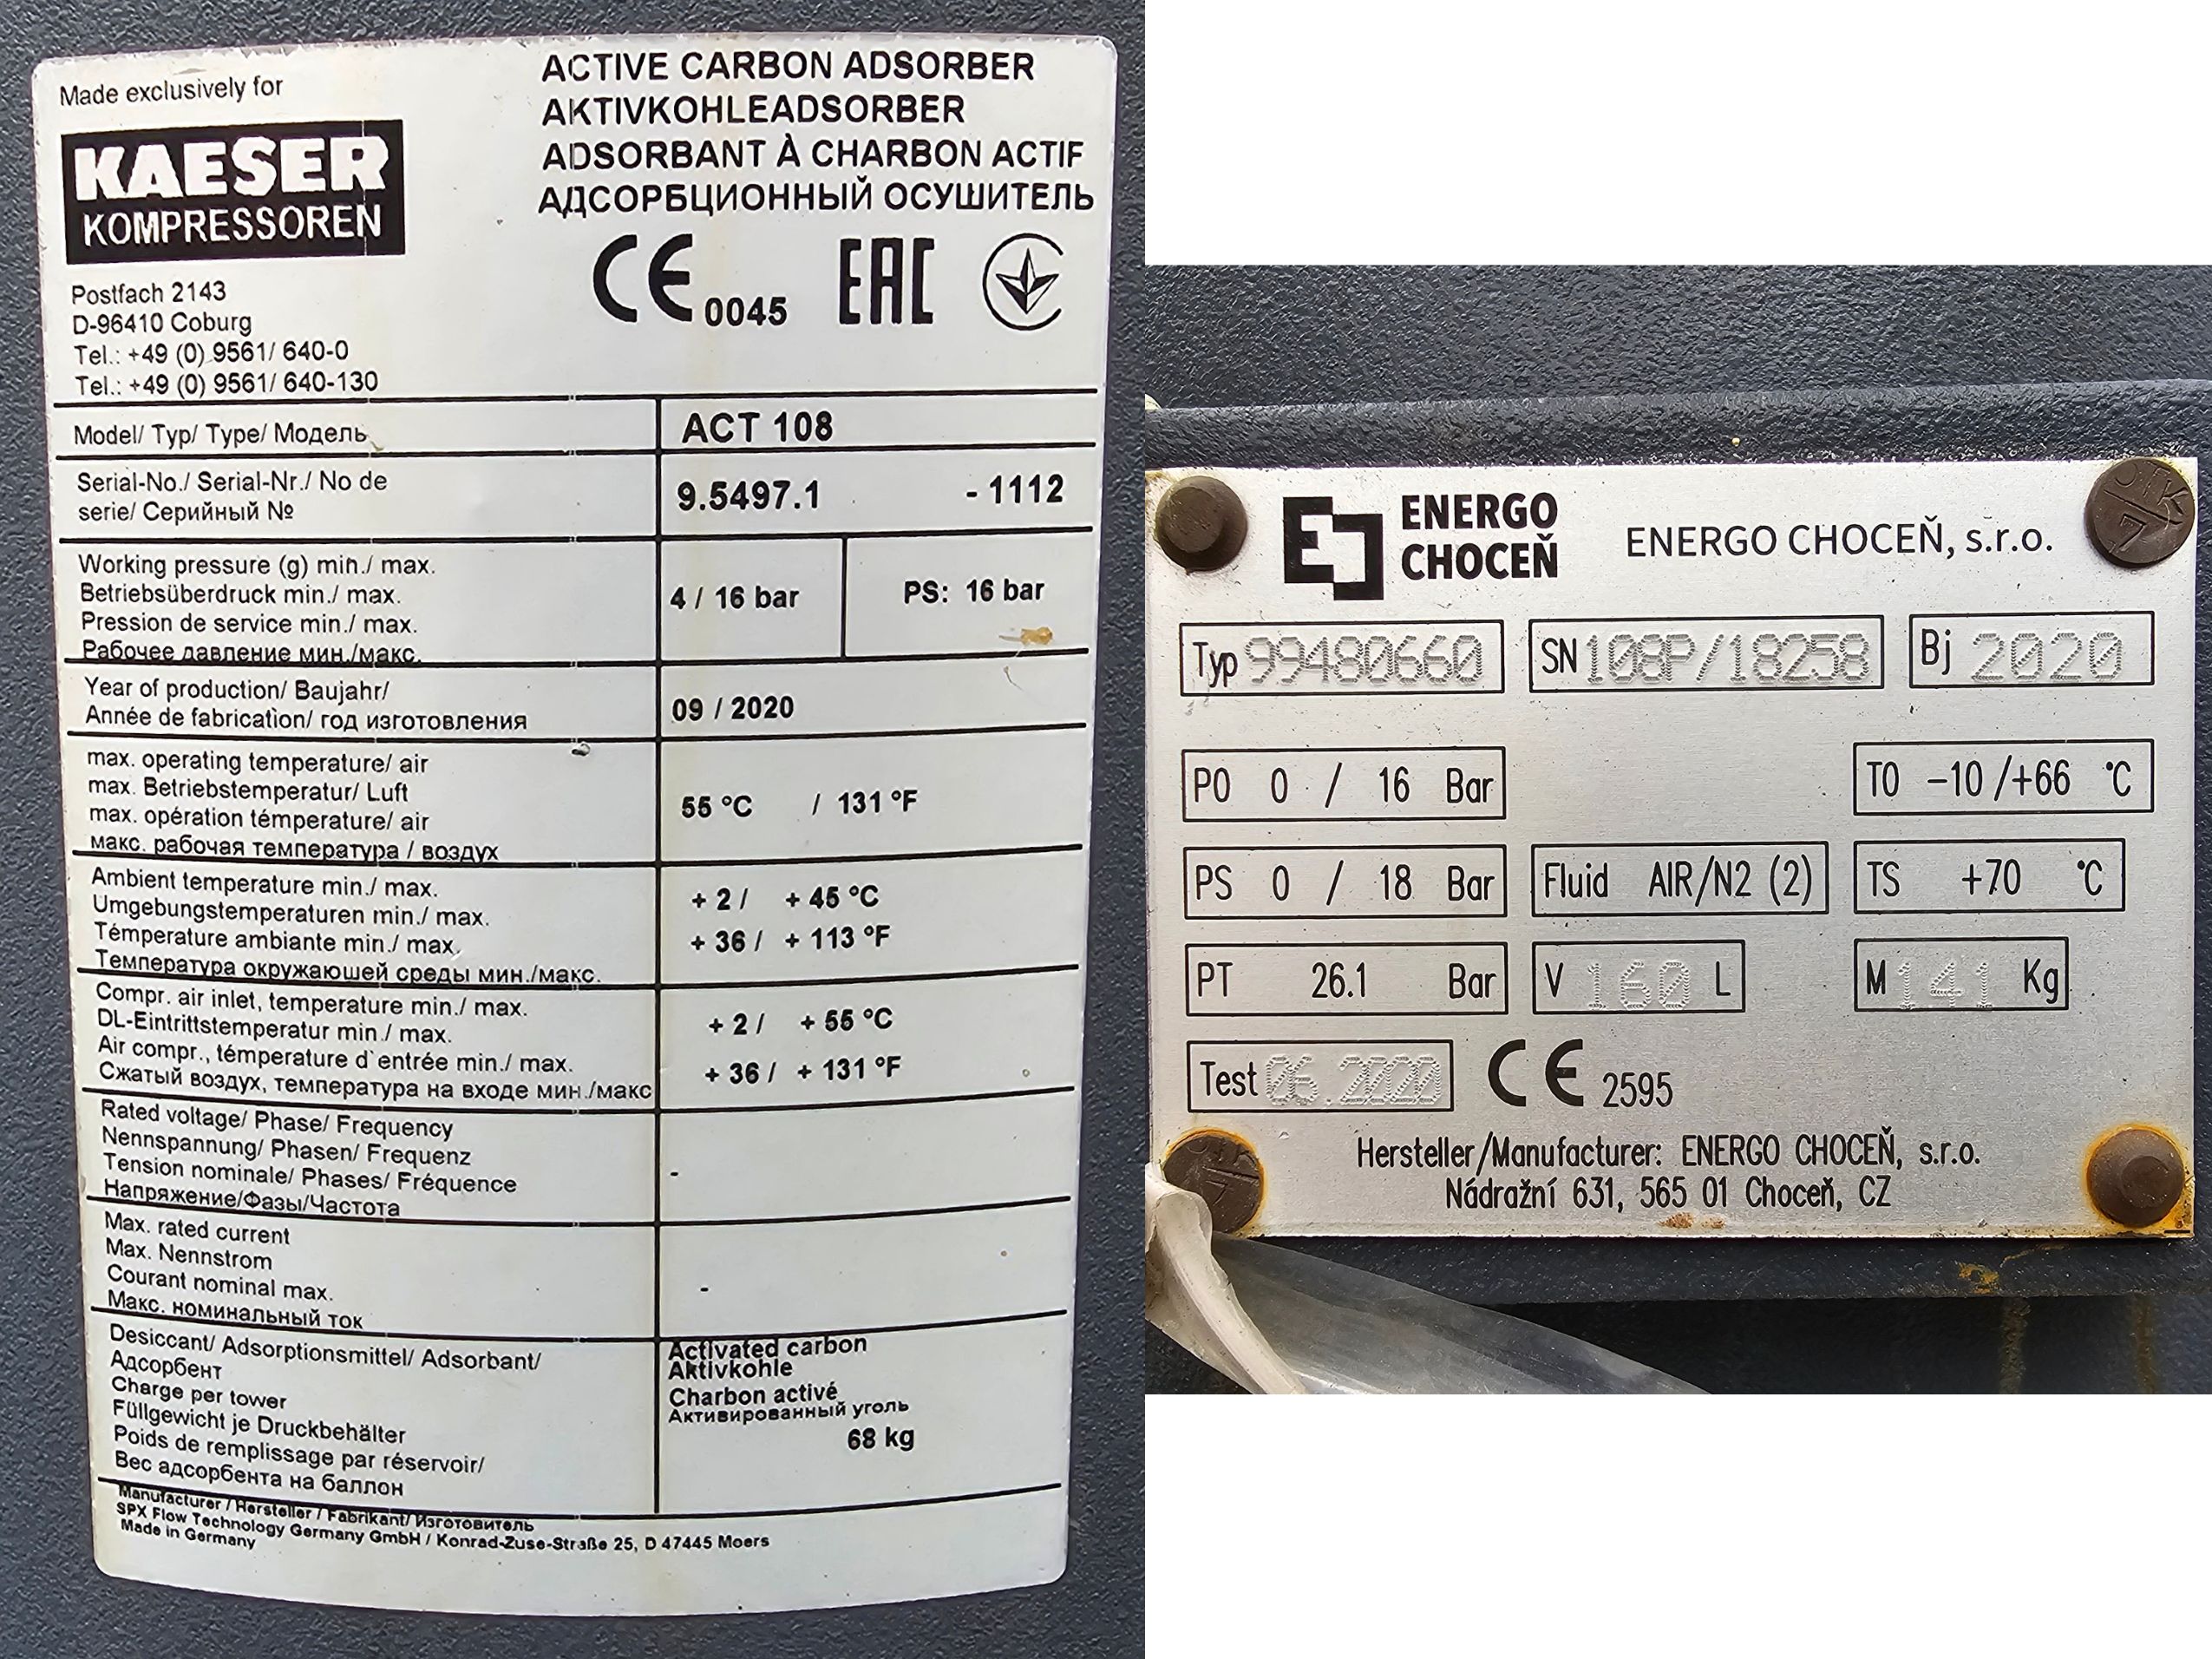 Made exclusively for
KAESER
KOMPRESSOREN
Postfach 2143
D-96410 Coburg
Tel.: +49 (0) 9561/ 640-0
Tel.: +49 (0) 9561/ 640-130
ACTIVE CARBON ADSORBER
AKTIVKOHLEADSORBER
ADSORBANT À CHARBON ACTIF
АДСОРБЦИОННЫЙ ОСУШИТЕЛЬ
CE 0045 EAC
Model/ Typ/ Type/ Модель
ACT 108
Serial-No./ Serial-Nr./ No de
serie/ Серийный №
9.5497.1 - 1112
Working pressure (g) min./ max.
Betriebsüberdruck min./ max.
Pression de service min./ max.
Рабочее давление мин./макс.
4 / 16 bar
PS: 16 bar
Year of production/ Baujahr/
Année de fabrication/ год изготовления
09 / 2020
max. operating temperature/ air
max. Betriebstemperatur/ Luft
max. opération témperature/ air
макс. рабочая температура / воздух
55 °C / 131 °F
Ambient temperature min./ max.
Umgebungstemperaturen min./ max.
Témperature ambiante min./ max.
Температура окружаюшей среды мин./макс.
+ 2 / + 45 °C
+ 36 / + 113 °F
Compr. air inlet, temperature min./ max.
DL-Eintrittstemperatur min./ max.
Air compr., témperature d`entrée min./ max.
Сжатый воздух, температура на входе мин./макс
+ 2 / + 55 °C
+ 36 / + 131 °F
Rated voltage/ Phase/ Frequency
Nennspannung/ Phasen/ Frequenz
Tension nominale/ Phases/ Fréquence
Напряжение/Фазы/Частота
-
Max. rated current
Max. Nennstrom
Courant nominal max.
Макс. номинальный ток
-
Desiccant/ Adsorptionsmittel/ Adsorbant/
Адсорбент
Charge per tower
Füllgewicht je Druckbehälter
Poids de remplissage par réservoir/
Вес адсорбента на баллон
Activated carbon
Aktivkohle
Charbon activé
Активированный уголь
68 kg
Manufacturer / Hersteller / Fabrikant/ Изготовитель
SPX Flow Technology Germany GmbH / Konrad-Zuse-Straße 25, D 47445 Moers
Made in Germany
ENERGO
CHOCEŇ
ENERGO CHOCEŇ, s.r.o.
Typ 99480660
SN 108P/18258
Bj 2020
PO 0 / 16 Bar
TO -10 /+66 °C
PS 0 / 18 Bar
Fluid AIR/N2 (2)
TS +70 °C
PT 26.1 Bar
V 160 L
M 141 Kg
Test 06.2020
CE 2595
Hersteller/Manufacturer: ENERGO CHOCEŇ, s.r.o.
Nádražní 631, 565 01 Choceň, CZ